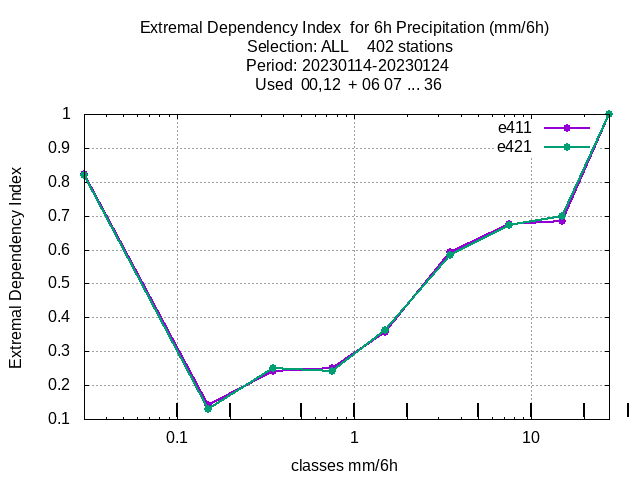 Extremal Dependency Index  for 6h Precipitation (mm/6h)
Selection: ALL    402 stations
Period: 20230114-20230124
Used  00,12  + 06 07 ... 36
e411
e421
1
0.9
0.8
0.7
0.6
0.5
0.4
0.3
0.2
0.1
Extremal Dependency Index
0.1 1 10
classes mm/6h